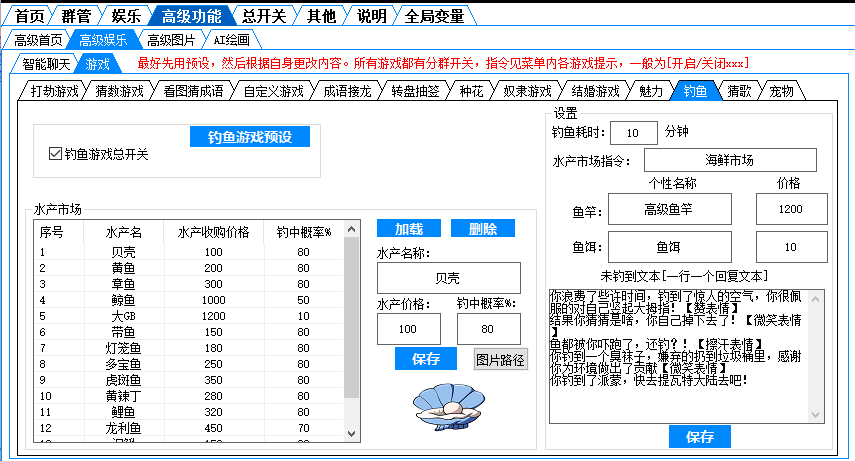 首页 群管 娱乐 高级功能 总开关 其他 说明 全局变量
高级首页 高级娱乐 高级图片 AI绘画
智能聊天 游戏 最好先用预设，然后根据自身更改内容。所有游戏都有分群开关，指令见菜单内各游戏提示，一般为[开启/关闭xxx]
打劫游戏 猜数游戏 看图猜成语 自定义游戏 成语接龙 转盘抽签 种花 奴隶游戏 结婚游戏 魅力 钓鱼 猜歌 宠物
钓鱼游戏预设
钓鱼游戏总开关
水产市场
序号 水产名 水产收购价格 钓中概率%
1 贝壳 100 80
2 黄鱼 200 80
3 章鱼 300 80
4 鲸鱼 1000 50
5 大GB 1200 10
6 带鱼 150 80
7 灯笼鱼 180 80
8 多宝鱼 250 80
9 虎斑鱼 350 80
10 黄辣丁 280 80
11 鲤鱼 320 80
12 龙利鱼 450 70
加载 删除
水产名称:
贝壳
水产价格: 钓中概率%:
100 80
保存 图片路径
设置
钓鱼耗时: 10 分钟
水产市场指令: 海鲜市场
个性名称 价格
鱼竿: 高级鱼竿 1200
鱼饵: 鱼饵 10
未钓到文本[一行一个回复文本]
你浪费了些许时间，钓到了惊人的空气，你很佩
服的对自己竖起大拇指！【赞表情】
结果你猜猜是啥，你自己掉下去了！【微笑表情
】
鱼都被你吓跑了，还钓？！【擦汗表情】
你钓到一个臭袜子，嫌弃的扔到垃圾桶里，感谢
你为环境做出了贡献【微笑表情】
你钓到了派蒙，快去提瓦特大陆去吧！
保存